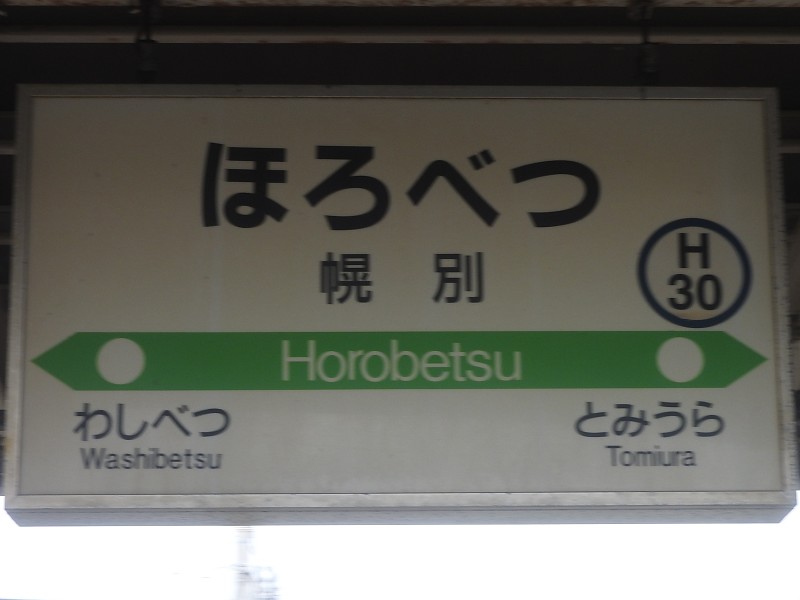 ほろべつ
幌別
H
30
Horobetsu
わしべつ
Washibetsu
とみうら
Tomiura